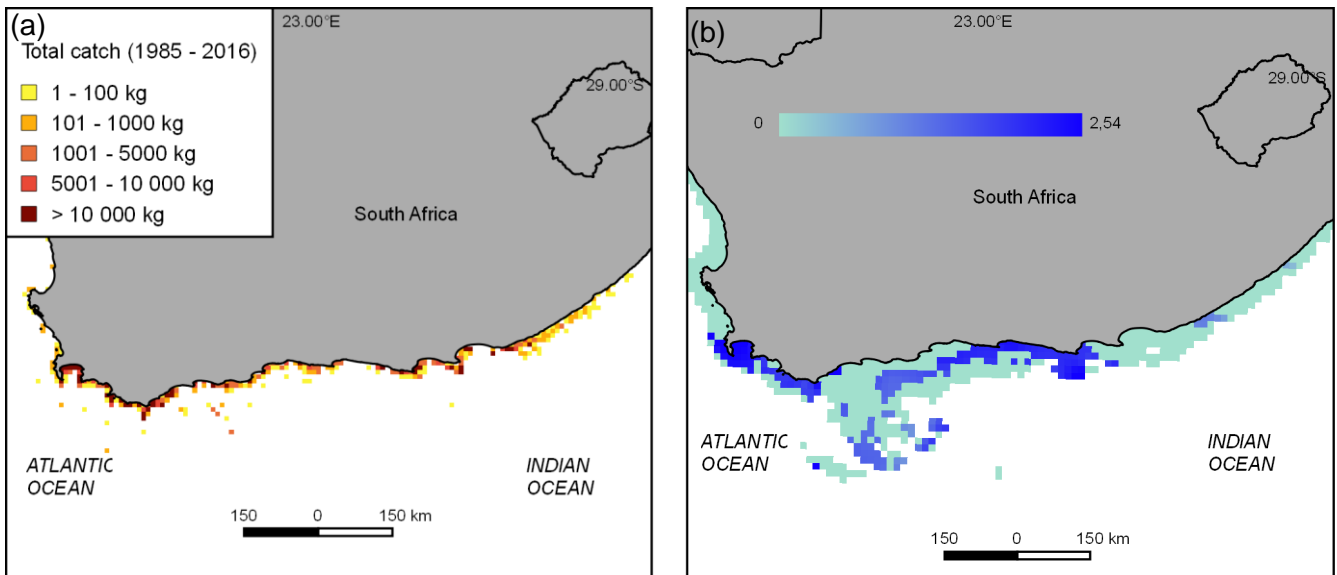 (a)
23.00°E
Total catch (1985 - 2016)
1 - 100 kg
101 - 1000 kg
1001 - 5000 kg
5001 - 10 000 kg
> 10 000 kg
29.00°S
South Africa
ATLANTIC
OCEAN
INDIAN
OCEAN
150 0 150 km
(b)
23.00°E
29.00°S
0 2,54
South Africa
ATLANTIC
OCEAN
INDIAN
OCEAN
150 0 150 km